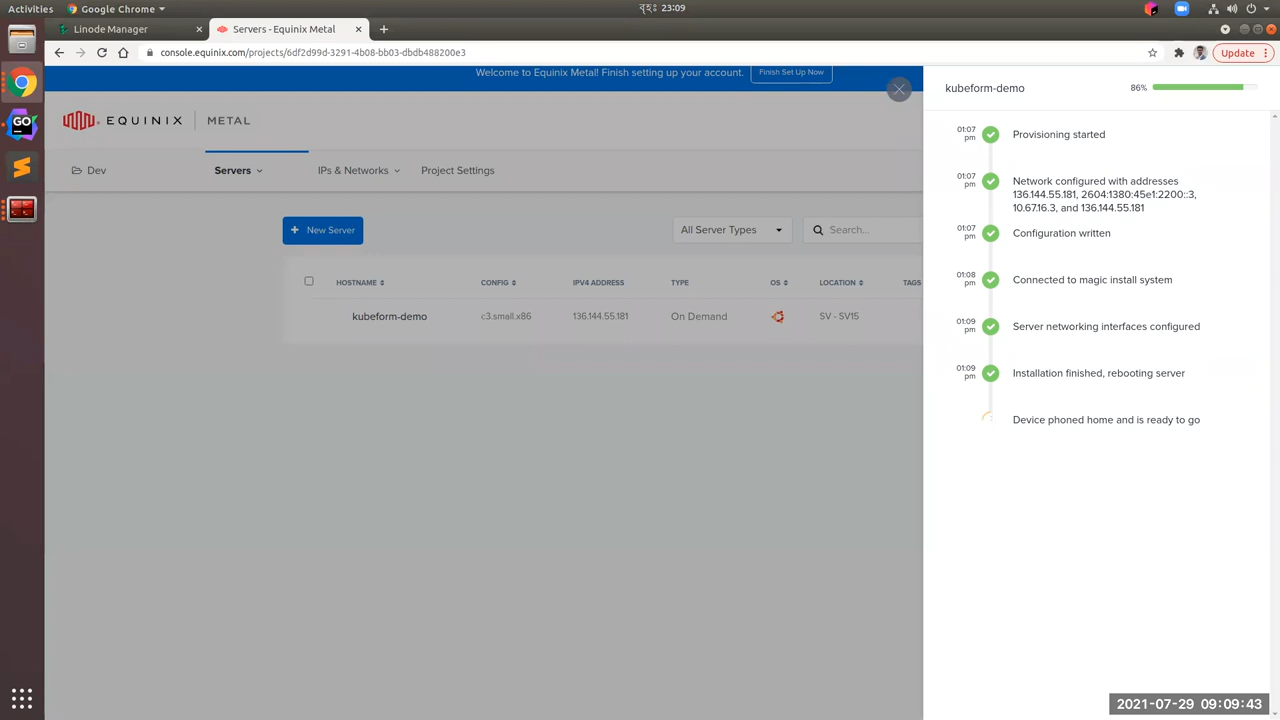 Activities
Google Chrome
বৃহঃ 23:09
Linode Manager
Servers - Equinix Metal
console.equinix.com/projects/6df2d99d-3291-4b08-bb03-dbdb488200e3
Update
Welcome to Equinix Metal! Finish setting up your account.
Finish Set Up Now
EQUINIX | METAL
Dev
Servers
IPs & Networks
Project Settings
+ New Server
All Server Types
Search...
HOSTNAME
CONFIG
IPV4 ADDRESS
TYPE
OS
LOCATION
TAGS
kubeform-demo
c3.small.x86
136.144.55.181
On Demand
SV - SV15
kubeform-demo
86%
01:07 pm
Provisioning started
01:07 pm
Network configured with addresses
136.144.55.181, 2604:1380:45e1:2200::3,
10.67.16.3, and 136.144.55.181
01:07 pm
Configuration written
01:08 pm
Connected to magic install system
01:09 pm
Server networking interfaces configured
01:09 pm
Installation finished, rebooting server
Device phoned home and is ready to go
GO
2021-07-29 09:09:43